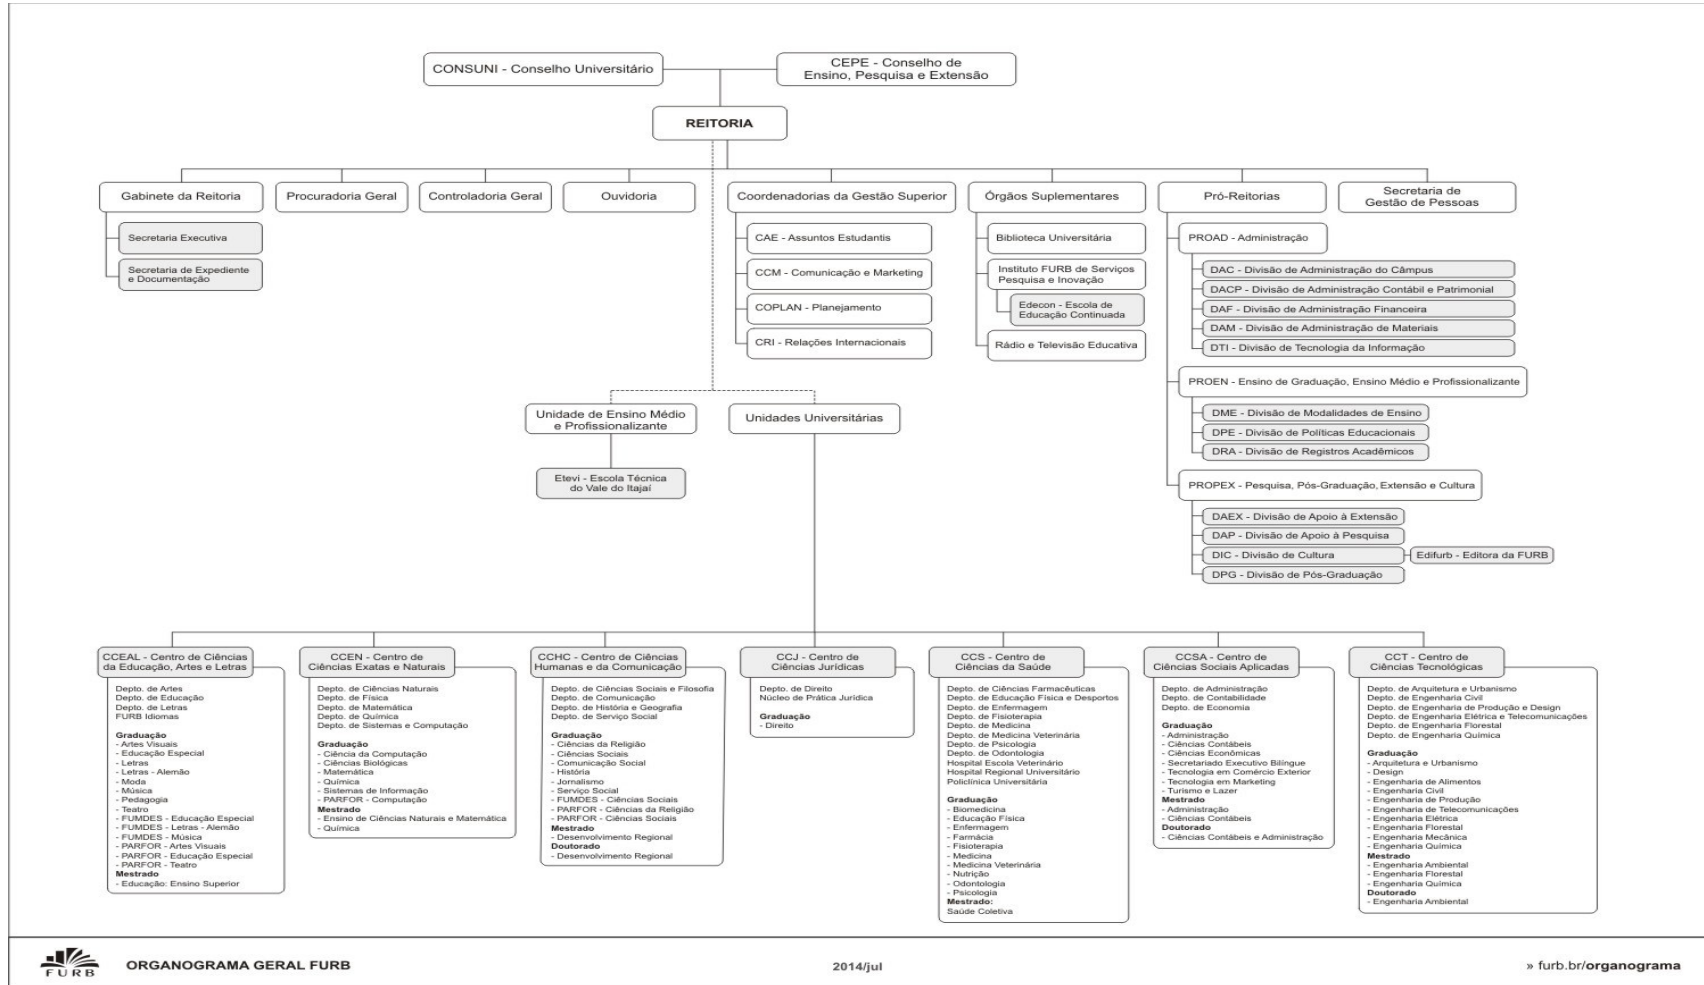 CONSUNI - Conselho Universitário
CEPE - Conselho de
Ensino, Pesquisa e Extensão
REITORIA
Gabinete da Reitoria
Procuradoria Geral
Controladoria Geral
Ouvidoria
Coordenadorias da Gestão Superior
Órgãos Suplementares
Pró-Reitorias
Secretaria de
Gestão de Pessoas
Secretaria Executiva
Secretaria de Expediente
e Documentação
CAE - Assuntos Estudantis
CCM - Comunicação e Marketing
COPLAN - Planejamento
CRI - Relações Internacionais
Biblioteca Universitária
Instituto FURB de Serviços
Pesquisa e Inovação
Edecon - Escola de
Educação Continuada
Rádio e Televisão Educativa
PROAD - Administração
DAC - Divisão de Administração do Câmpus
DACP - Divisão de Administração Contábil e Patrimonial
DAF - Divisão de Administração Financeira
DAM - Divisão de Administração de Materiais
DTI - Divisão de Tecnologia da Informação
PROEN - Ensino de Graduação, Ensino Médio e Profissionalizante
DME - Divisão de Modalidades de Ensino
DPE - Divisão de Políticas Educacionais
DRA - Divisão de Registros Acadêmicos
PROPEX - Pesquisa, Pós-Graduação, Extensão e Cultura
DAEX - Divisão de Apoio à Extensão
DAP - Divisão de Apoio à Pesquisa
DIC - Divisão de Cultura
Edifurb - Editora da FURB
DPG - Divisão de Pós-Graduação
Unidade de Ensino Médio
e Profissionalizante
Unidades Universitárias
Etevi - Escola Técnica
do Vale do Itajaí
CCEAL - Centro de Ciências
da Educação, Artes e Letras
Depto. de Artes
Depto. de Educação
Depto. de Letras
FURB Idiomas
Graduação
- Artes Visuais
- Educação Especial
- Letras
- Letras - Alemão
- Moda
- Música
- Pedagogia
- Teatro
- FUMDES - Educação Especial
- FUMDES - Letras - Alemão
- FUMDES - Música
- PARFOR - Artes Visuais
- PARFOR - Educação Especial
- PARFOR - Teatro
Mestrado
- Educação: Ensino Superior
CCEN - Centro de
Ciências Exatas e Naturais
Depto. de Ciências Naturais
Depto. de Física
Depto. de Matemática
Depto. de Química
Depto. de Sistemas e Computação
Graduação
- Ciência da Computação
- Ciências Biológicas
- Matemática
- Química
- Sistemas de Informação
- PARFOR - Computação
Mestrado
- Ensino de Ciências Naturais e Matemática
- Química
CCHC - Centro de Ciências
Humanas e da Comunicação
Depto. de Ciências Sociais e Filosofia
Depto. de Comunicação
Depto. de História e Geografia
Depto. de Serviço Social
Graduação
- Ciências da Religião
- Ciências Sociais
- Comunicação Social
- História
- Jornalismo
- Serviço Social
- FUMDES - Ciências Sociais
- PARFOR - Ciências da Religião
- PARFOR - Ciências Sociais
Mestrado
- Desenvolvimento Regional
Doutorado
- Desenvolvimento Regional
CCJ - Centro de
Ciências Jurídicas
Depto. de Direito
Núcleo de Prática Jurídica
Graduação
- Direito
CCS - Centro de
Ciências da Saúde
Depto. de Ciências Farmacêuticas
Depto. de Educação Física e Desportos
Depto. de Enfermagem
Depto. de Fisioterapia
Depto. de Medicina
Depto. de Medicina Veterinária
Depto. de Psicologia
Depto. de Odontologia
Hospital Escola Veterinário
Hospital Regional Universitário
Policlínica Universitária
Graduação
- Biomedicina
- Educação Física
- Enfermagem
- Farmácia
- Fisioterapia
- Medicina
- Medicina Veterinária
- Nutrição
- Odontologia
- Psicologia
Mestrado:
Saúde Coletiva
CCSA - Centro de
Ciências Sociais Aplicadas
Depto. de Administração
Depto. de Contabilidade
Depto. de Economia
Graduação
- Administração
- Ciências Contábeis
- Ciências Econômicas
- Secretariado Executivo Bilíngue
- Tecnologia em Comércio Exterior
- Tecnologia em Marketing
- Turismo e Lazer
Mestrado
- Administração
- Ciências Contábeis
Doutorado
- Ciências Contábeis e Administração
CCT - Centro de
Ciências Tecnológicas
Depto. de Arquitetura e Urbanismo
Depto. de Engenharia Civil
Depto. de Engenharia de Produção e Design
Depto. de Engenharia Elétrica e Telecomunicações
Depto. de Engenharia Florestal
Depto. de Engenharia Química
Graduação
- Arquitetura e Urbanismo
- Design
- Engenharia de Alimentos
- Engenharia Civil
- Engenharia de Produção
- Engenharia de Telecomunicações
- Engenharia Elétrica
- Engenharia Florestal
- Engenharia Mecânica
- Engenharia Química
Mestrado
- Engenharia Ambiental
- Engenharia Florestal
- Engenharia Química
Doutorado
- Engenharia Ambiental
FURB
ORGANOGRAMA GERAL FURB
2014/jul
» furb.br/organograma